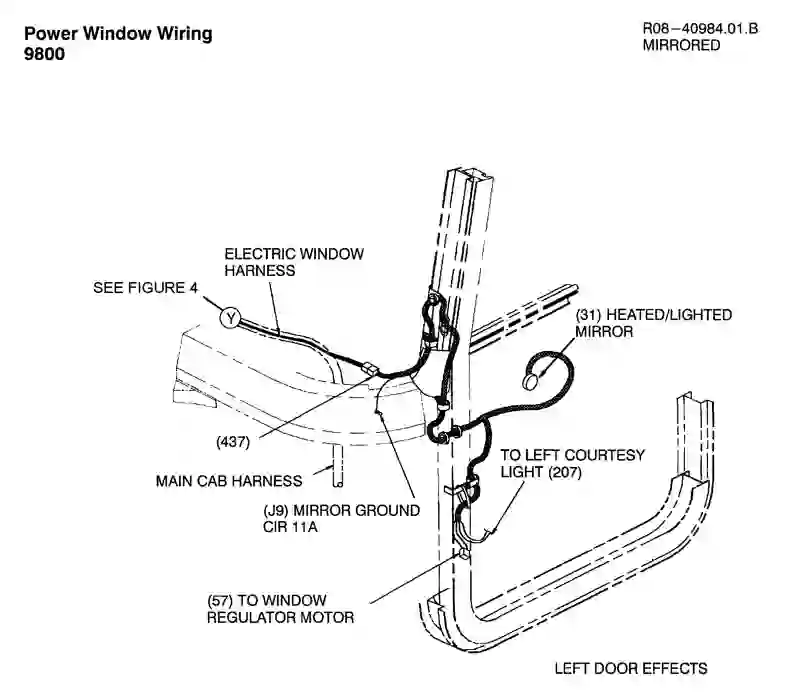 Power Window Wiring
9800
R08-40984.01.B
MIRRORED
ELECTRIC WINDOW
HARNESS
SEE FIGURE 4
Y
(31) HEATED/LIGHTED
MIRROR
(437)
MAIN CAB HARNESS
TO LEFT COURTESY
LIGHT (207)
(J9) MIRROR GROUND
CIR 11A
(57) TO WINDOW
REGULATOR MOTOR
LEFT DOOR EFFECTS